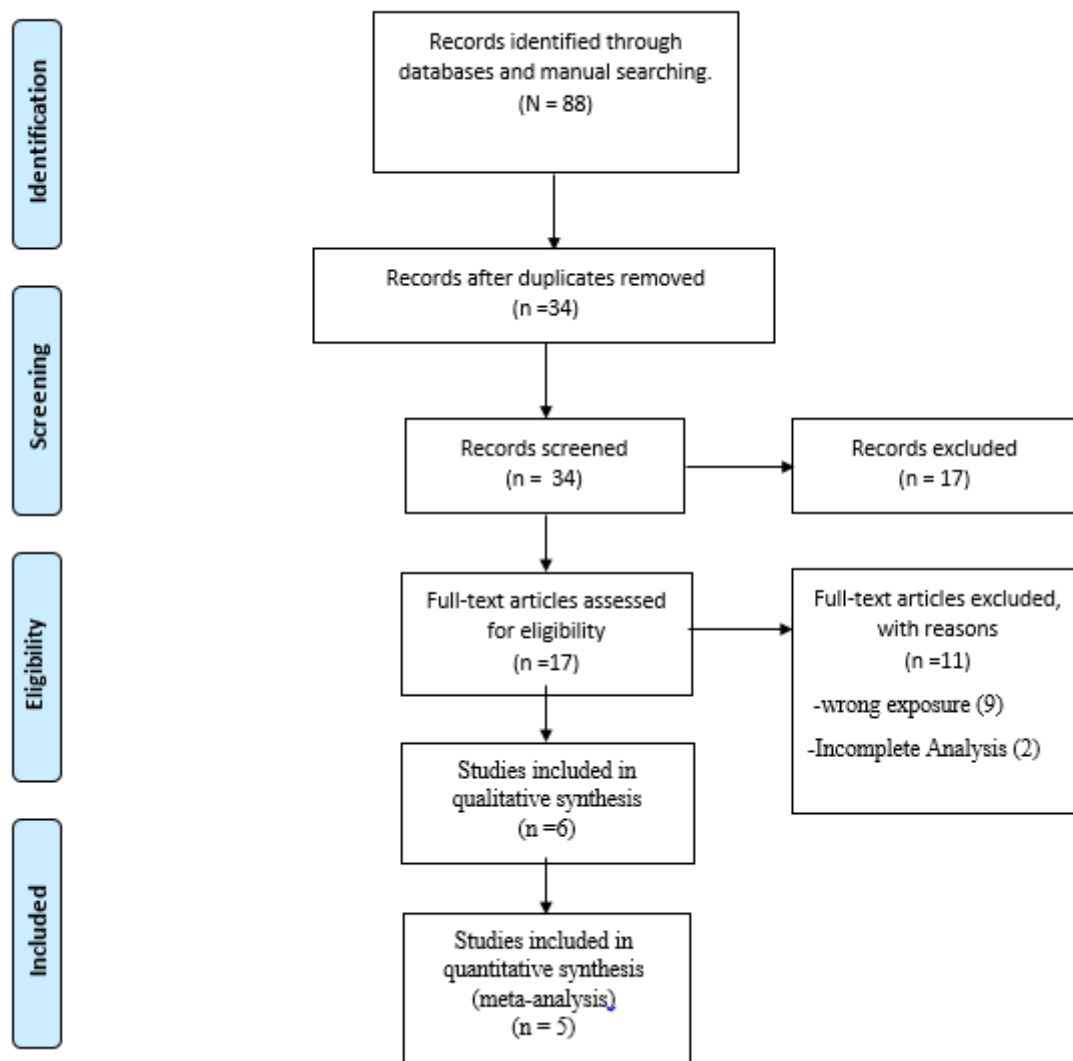 Identification
Records identified through
databases and manual searching.
(N = 88)
Records after duplicates removed
(n =34)
Screening
Records screened
(n =  34)
Records excluded
(n = 17)
Eligibility
Full-text articles assessed
for eligibility
(n =17)
Full-text articles excluded,
with reasons
(n =11)
-wrong exposure (9)
-Incomplete Analysis (2)
Studies included in
qualitative synthesis
(n =6)
Included
Studies included in
quantitative synthesis
(meta-analysis)
(n = 5)